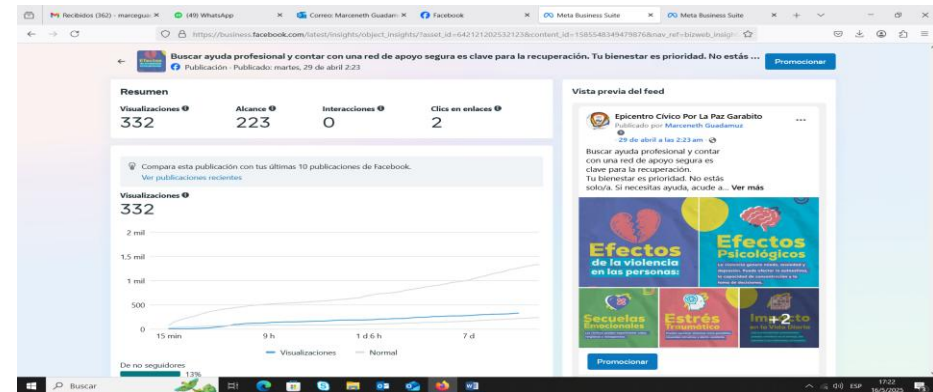 Recibidos (362) - marceguad
(49) WhatsApp
Correo: Marceneth Guadam
Facebook
Meta Business Suite
Meta Business Suite
https://business.facebook.com/latest/insights/object_insights/?asset_id=642121202532123&content_id=1585548349479876&nav_ref=bizweb_insigh
Buscar ayuda profesional y contar con una red de apoyo segura es clave para la recuperación. Tu bienestar es prioridad. No estás ...
Publicación · Publicado: martes, 29 de abril 2:23
Promocionar
Resumen
Visualizaciones Alcance Interacciones Clics en enlaces
332 223 0 2
Compara esta publicación con tus últimas 10 publicaciones de Facebook.
Ver publicaciones recientes
Visualizaciones
332
2 mil
1,5 mil
1 mil
500
0
15 min 9 h 1 d 6 h 7 d
Visualizaciones Normal
De no seguidores
13%
Vista previa del feed
Epicentro Cívico Por La Paz Garabito
Publicado por Marceneth Guadamuz
29 de abril a las 2:23 am
Buscar ayuda profesional y contar
con una red de apoyo segura es
clave para la recuperación.
Tu bienestar es prioridad. No estás
solo/a. Si necesitas ayuda, acude a... Ver más
Efectos
de la violencia
en las personas:
Efectos
Psicológicos
Secuelas
Emocionales
Estrés
Traumático
Impacto
en la Vida Diaria
+2
Promocionar
Buscar
ESP
17:22
16/5/2025